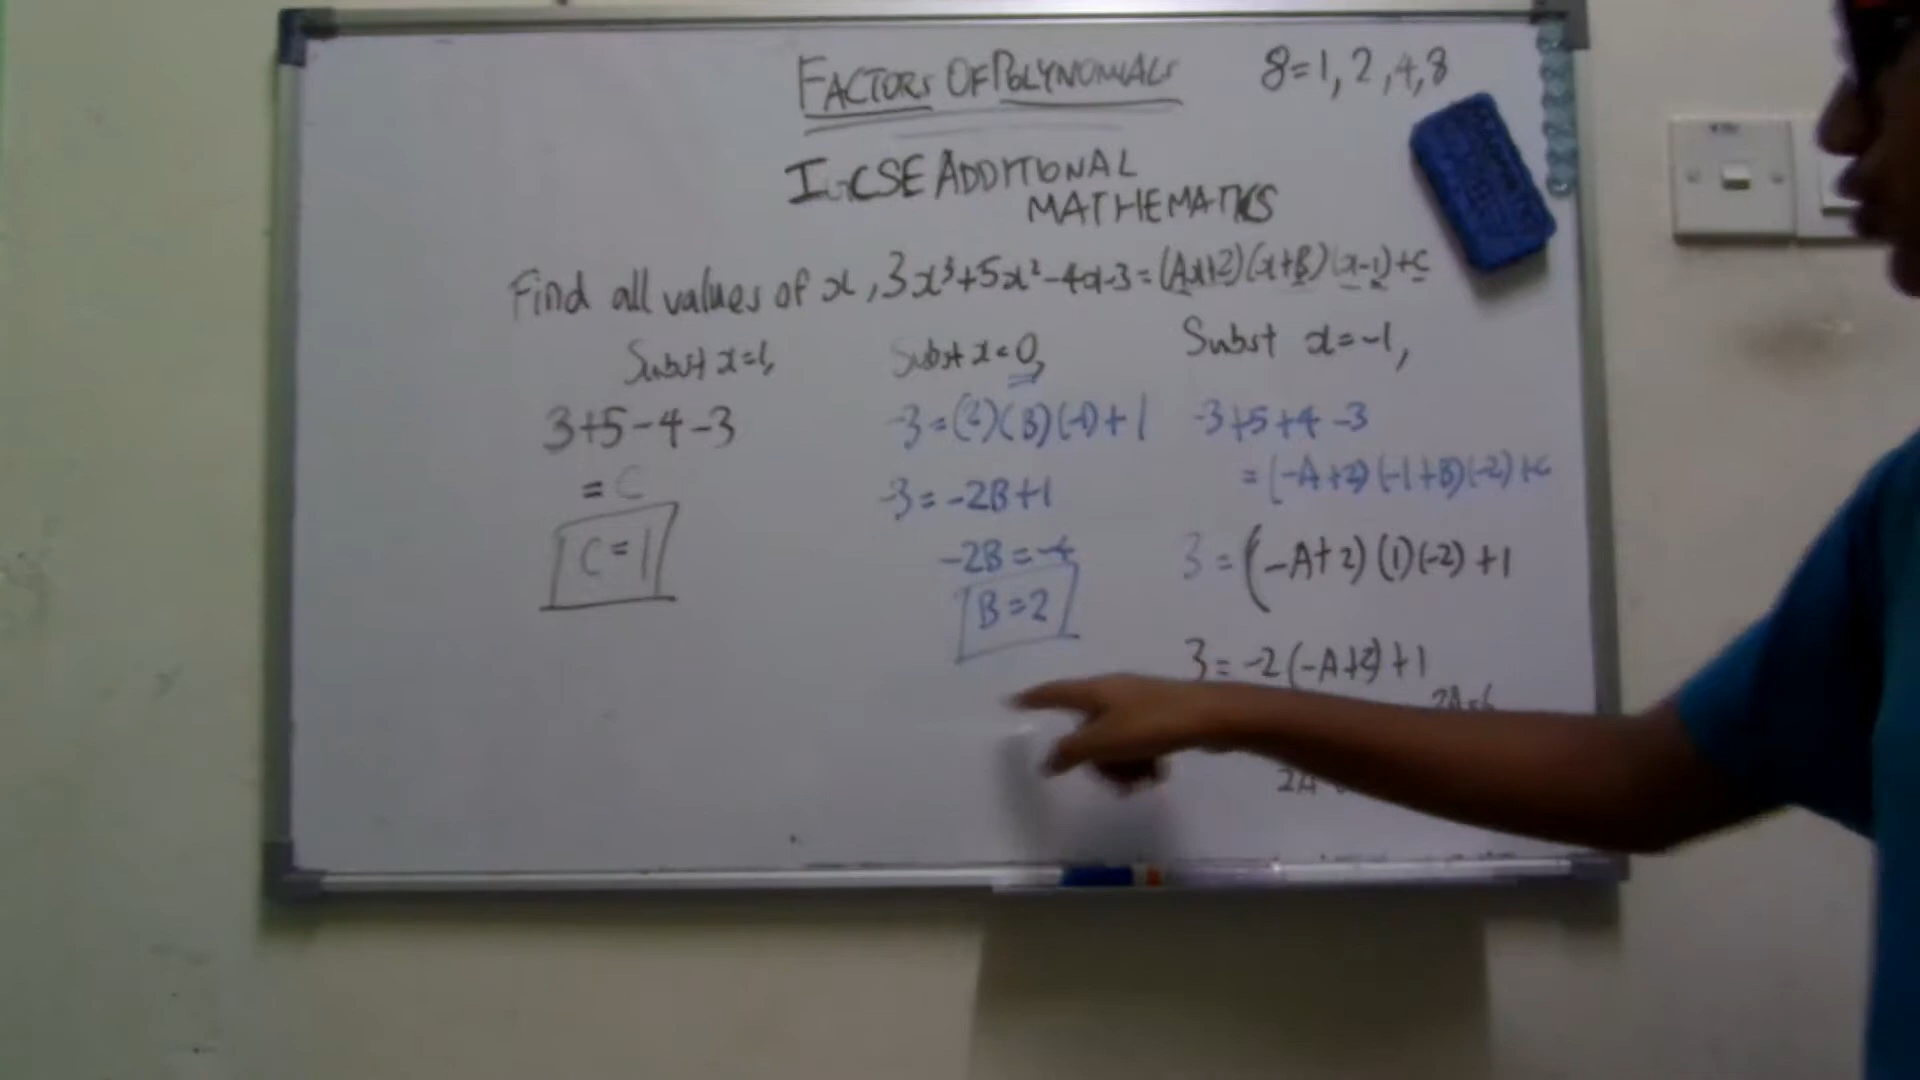 FACTORS OF POLYNOMIALS
8=1,2,4,8
IGCSE ADDITIONAL
MATHEMATICS
Find all values of x, 3x³+5x²-4x-3=(Ax+2)(x+B)(x-1)+C
Subst x=1,
3+5-4-3
= C
C=1
Subst x=0,
-3=(2)(B)(-1)+1
-3=-2B+1
-2B=-4
B=2
Subst x=-1,
-3+5+4-3
=(-A+2)(-1+B)(-2)+C
3=(-A+2)(1)(-2)+1
3=-2(-A+2)+1
2A=6